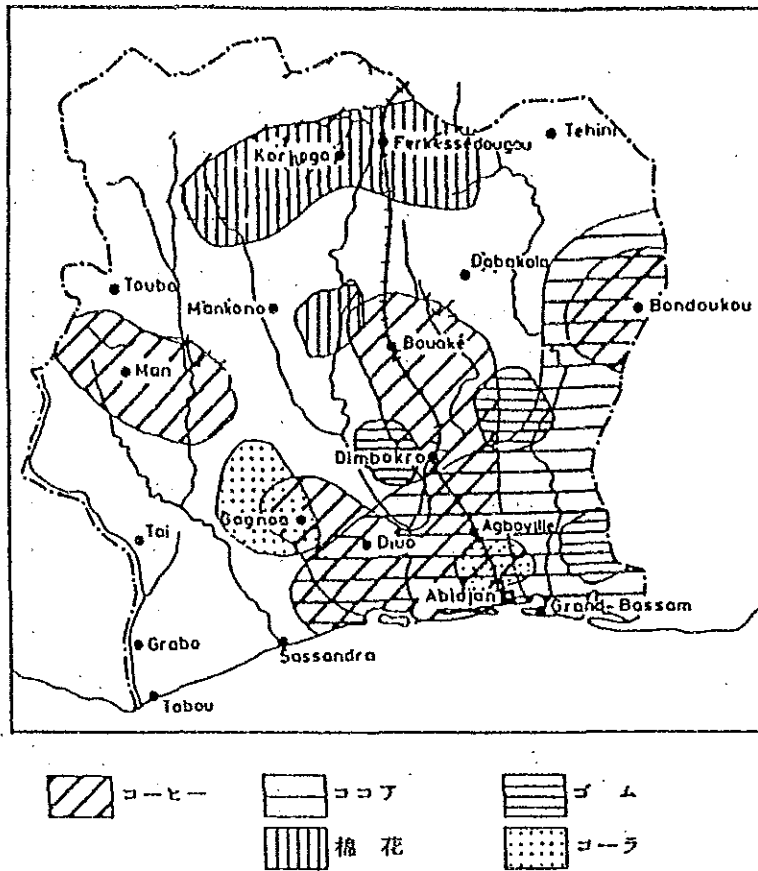 Tehini
Korhogo
Ferkéssédougou
Dabakala
Touba
Mankono
Bondoukou
Bouaké
Man
Dimbokro
Gagnoa
Agboville
Tai
Divo
Abidjan
Grand-Bassam
Grabo
Sassandra
Tabou
コーヒー ココア ゴム
棉花 コーラ